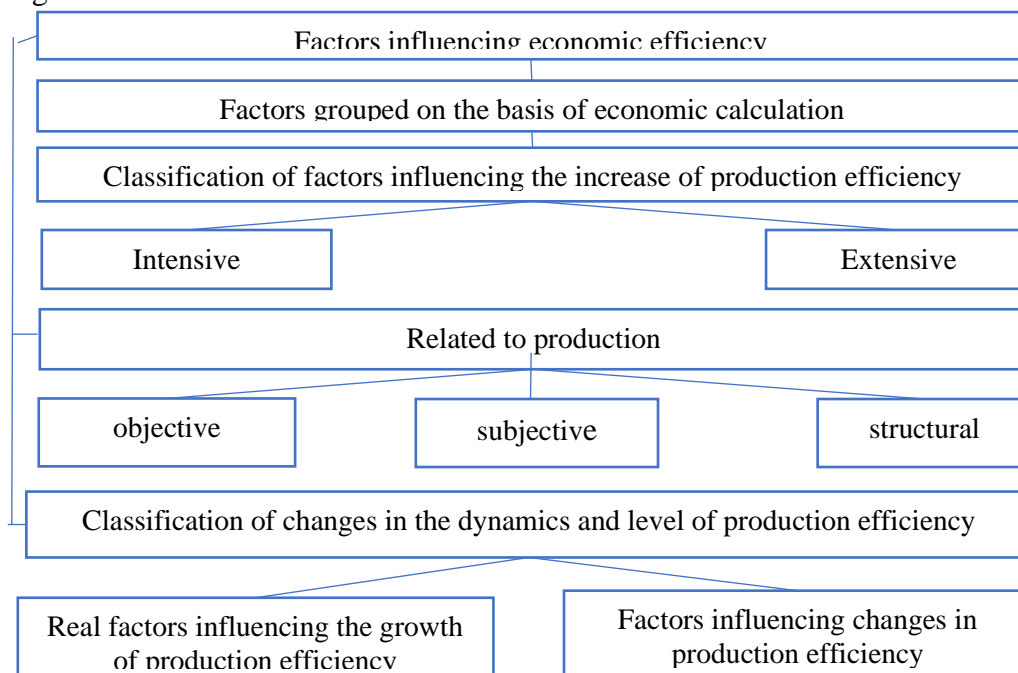 Factors influencing economic efficiency
Factors grouped on the basis of economic calculation
Classification of factors influencing the increase of production efficiency
Intensive
Extensive
Related to production
objective
subjective
structural
Classification of changes in the dynamics and level of production efficiency
Real factors influencing the growth
of production efficiency
Factors influencing changes in
production efficiency